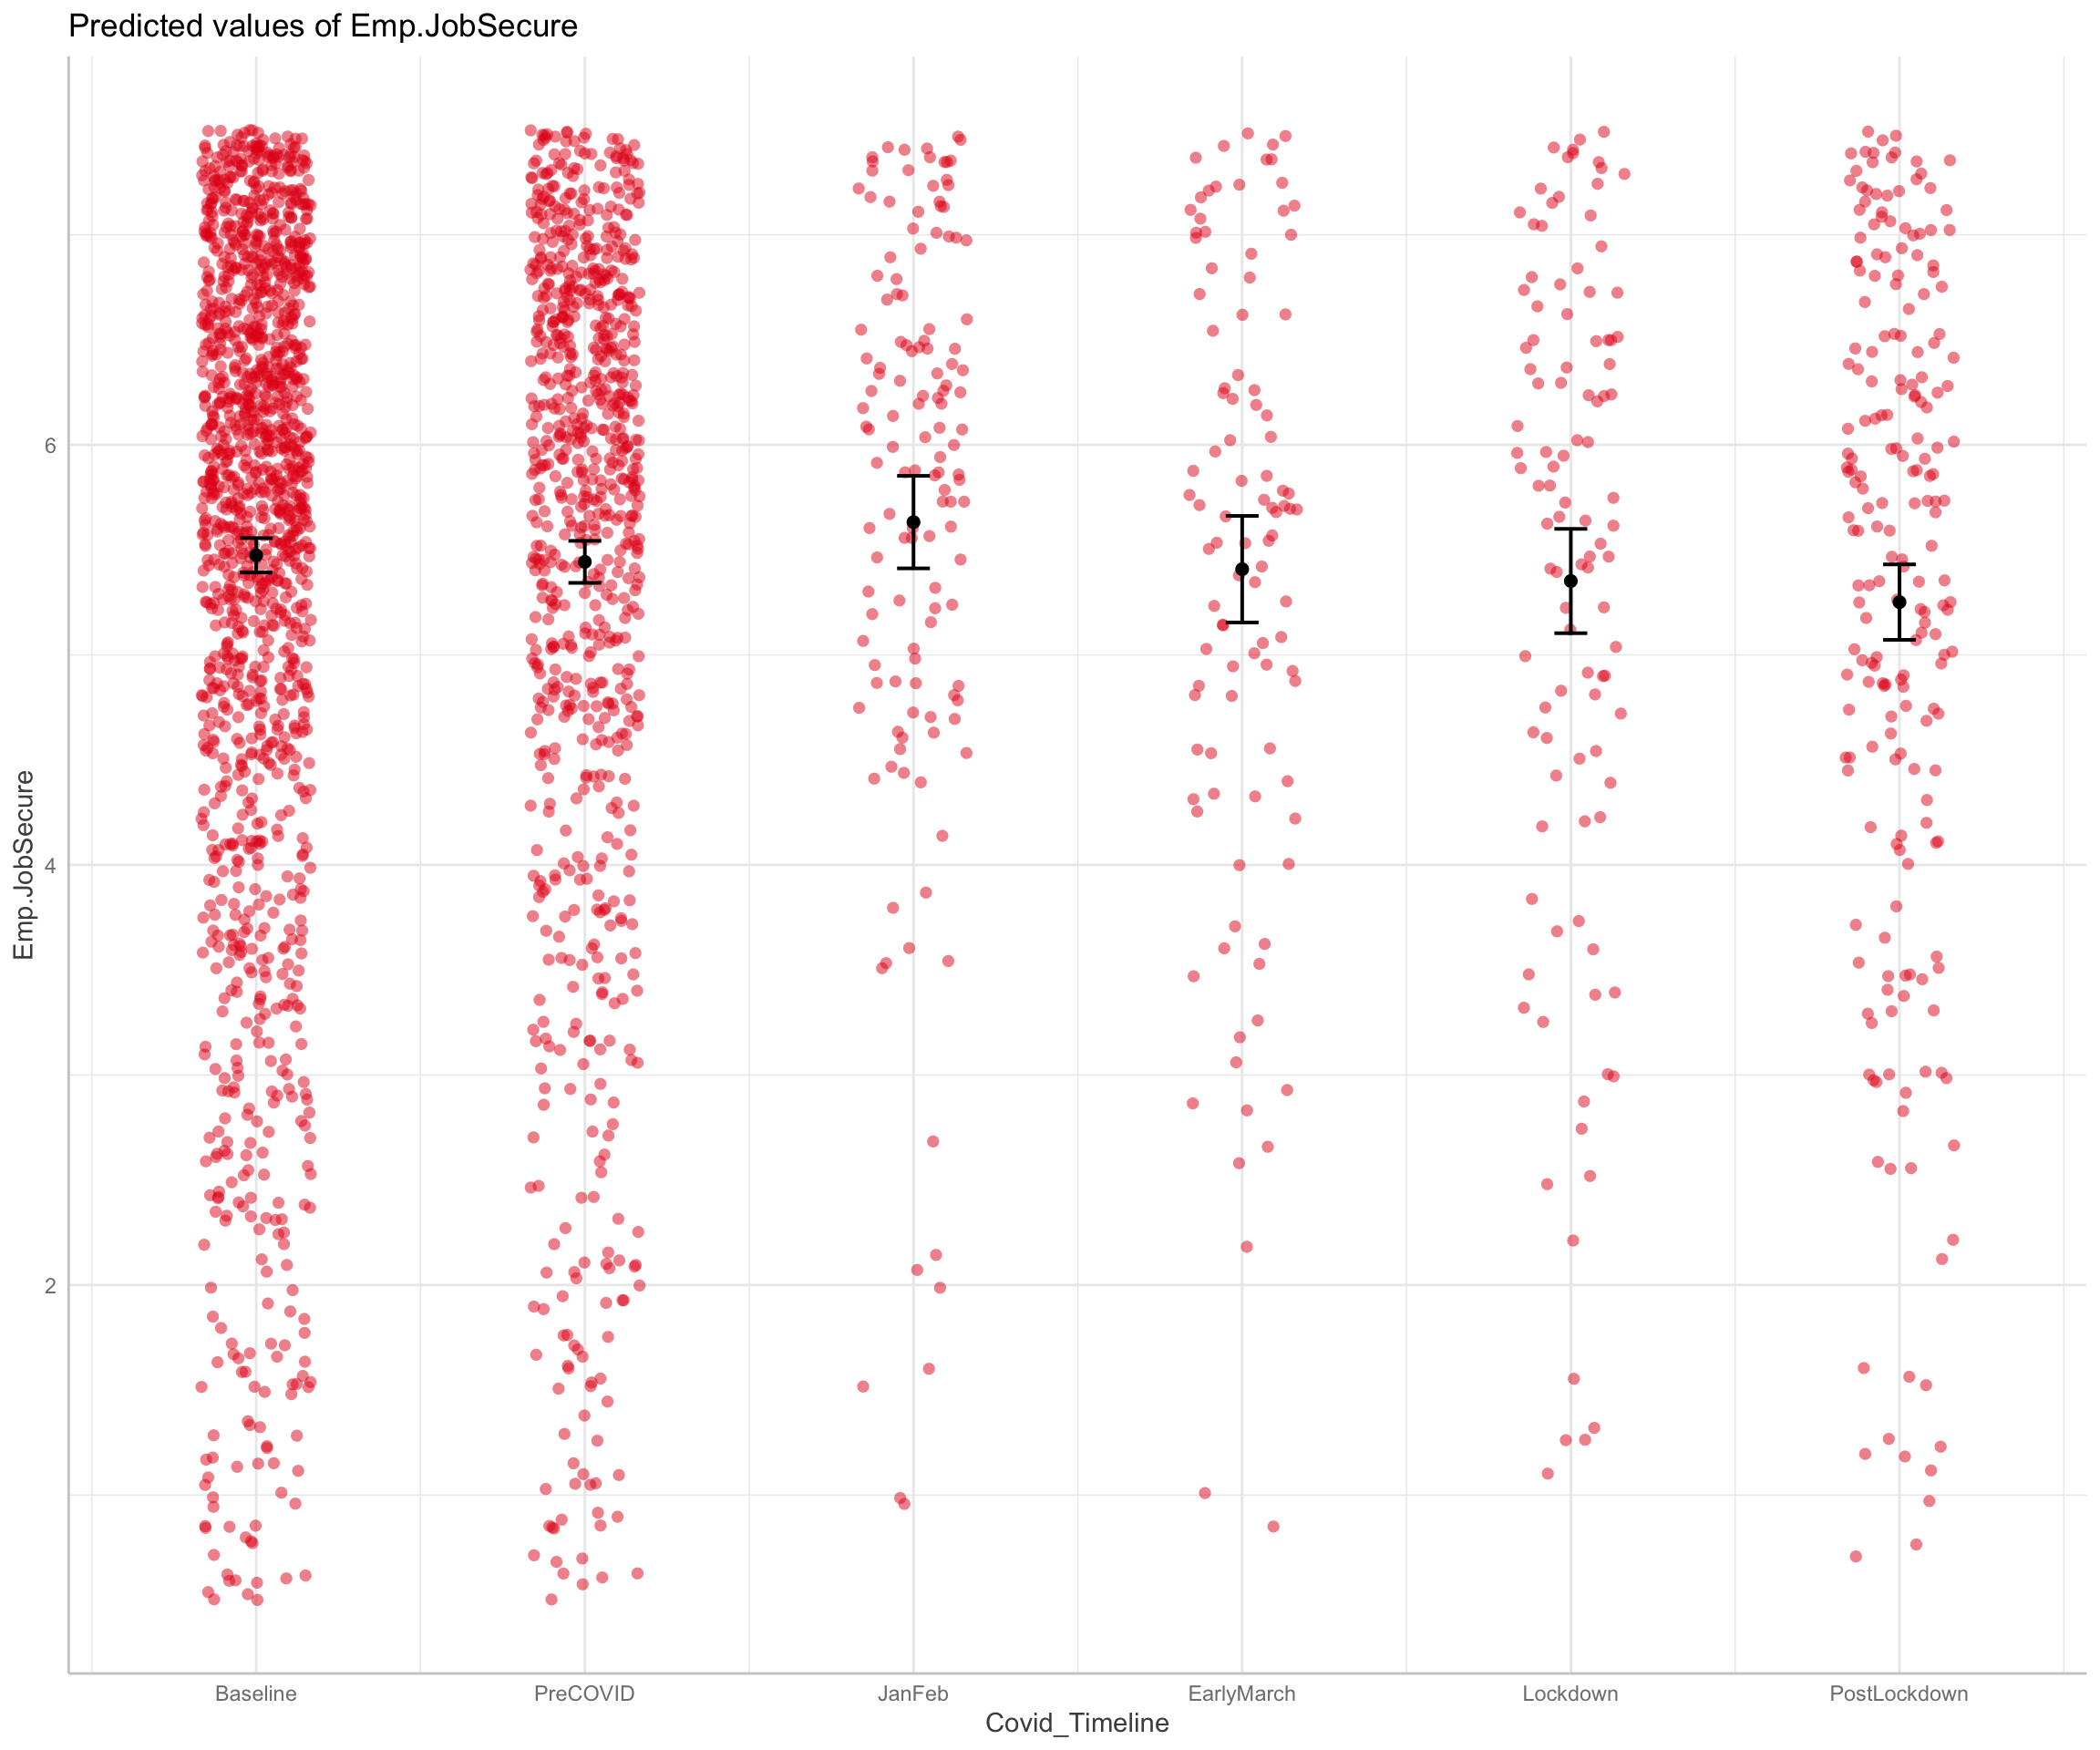 Predicted values of Emp.JobSecure
Emp.JobSecure
6
4
2
Baseline PreCOVID JanFeb EarlyMarch Lockdown PostLockdown
Covid_Timeline